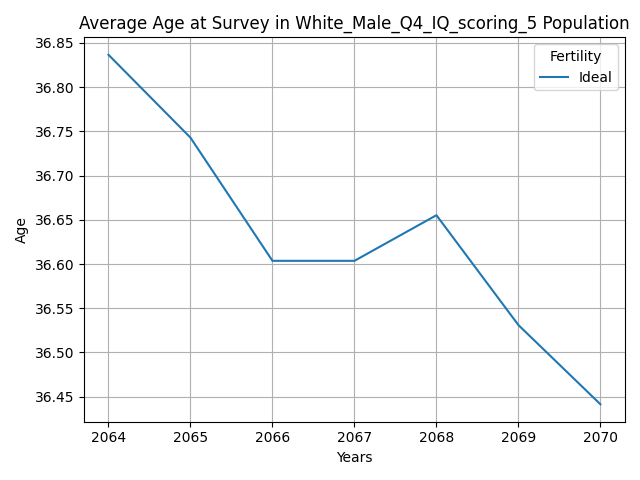 Average Age at Survey in White_Male_Q4_IQ_scoring_5 Population
Fertility
Ideal
36.85
36.80
36.75
36.70
36.65
36.60
36.55
36.50
36.45
Age
2064 2065 2066 2067 2068 2069 2070
Years